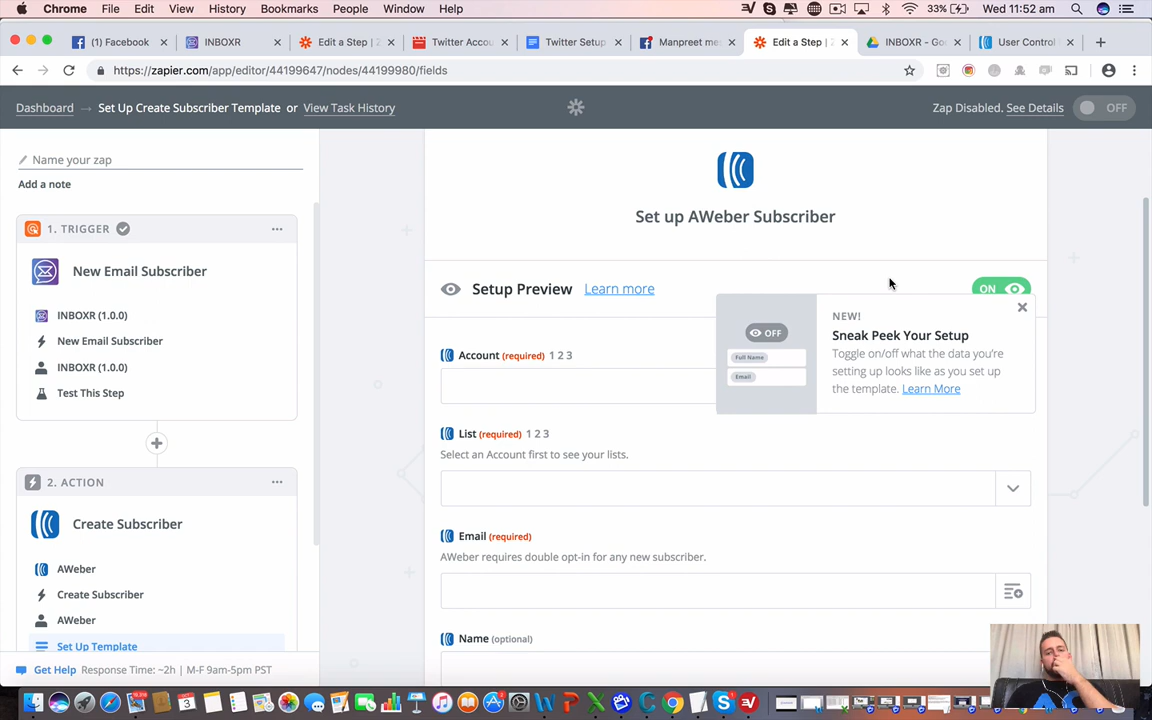 Chrome File Edit View History Bookmarks People Window Help 33% Wed 11:52 am
(1) Facebook INBOXR Edit a Step | Twitter Accou Twitter Setup Manpreet me Edit a Step | INBOXR - Goo User Control
https://zapier.com/app/editor/44199647/nodes/44199980/fields
Dashboard → Set Up Create Subscriber Template or View Task History Zap Disabled. See Details OFF
Name your zap
Add a note
1. TRIGGER
New Email Subscriber
INBOXR (1.0.0)
New Email Subscriber
INBOXR (1.0.0)
Test This Step
2. ACTION
Create Subscriber
AWeber
Create Subscriber
AWeber
Set Up Template
Get Help Response Time: ~2h | M-F 9am-5pm PST
Set up AWeber Subscriber
Setup Preview Learn more ON
NEW!
Sneak Peek Your Setup
Toggle on/off what the data you're
setting up looks like as you set up
the template. Learn More
OFF
Full Name
Email
Account (required) 1 2 3
List (required) 1 2 3
Select an Account first to see your lists.
Email (required)
AWeber requires double opt-in for any new subscriber.
Name (optional)